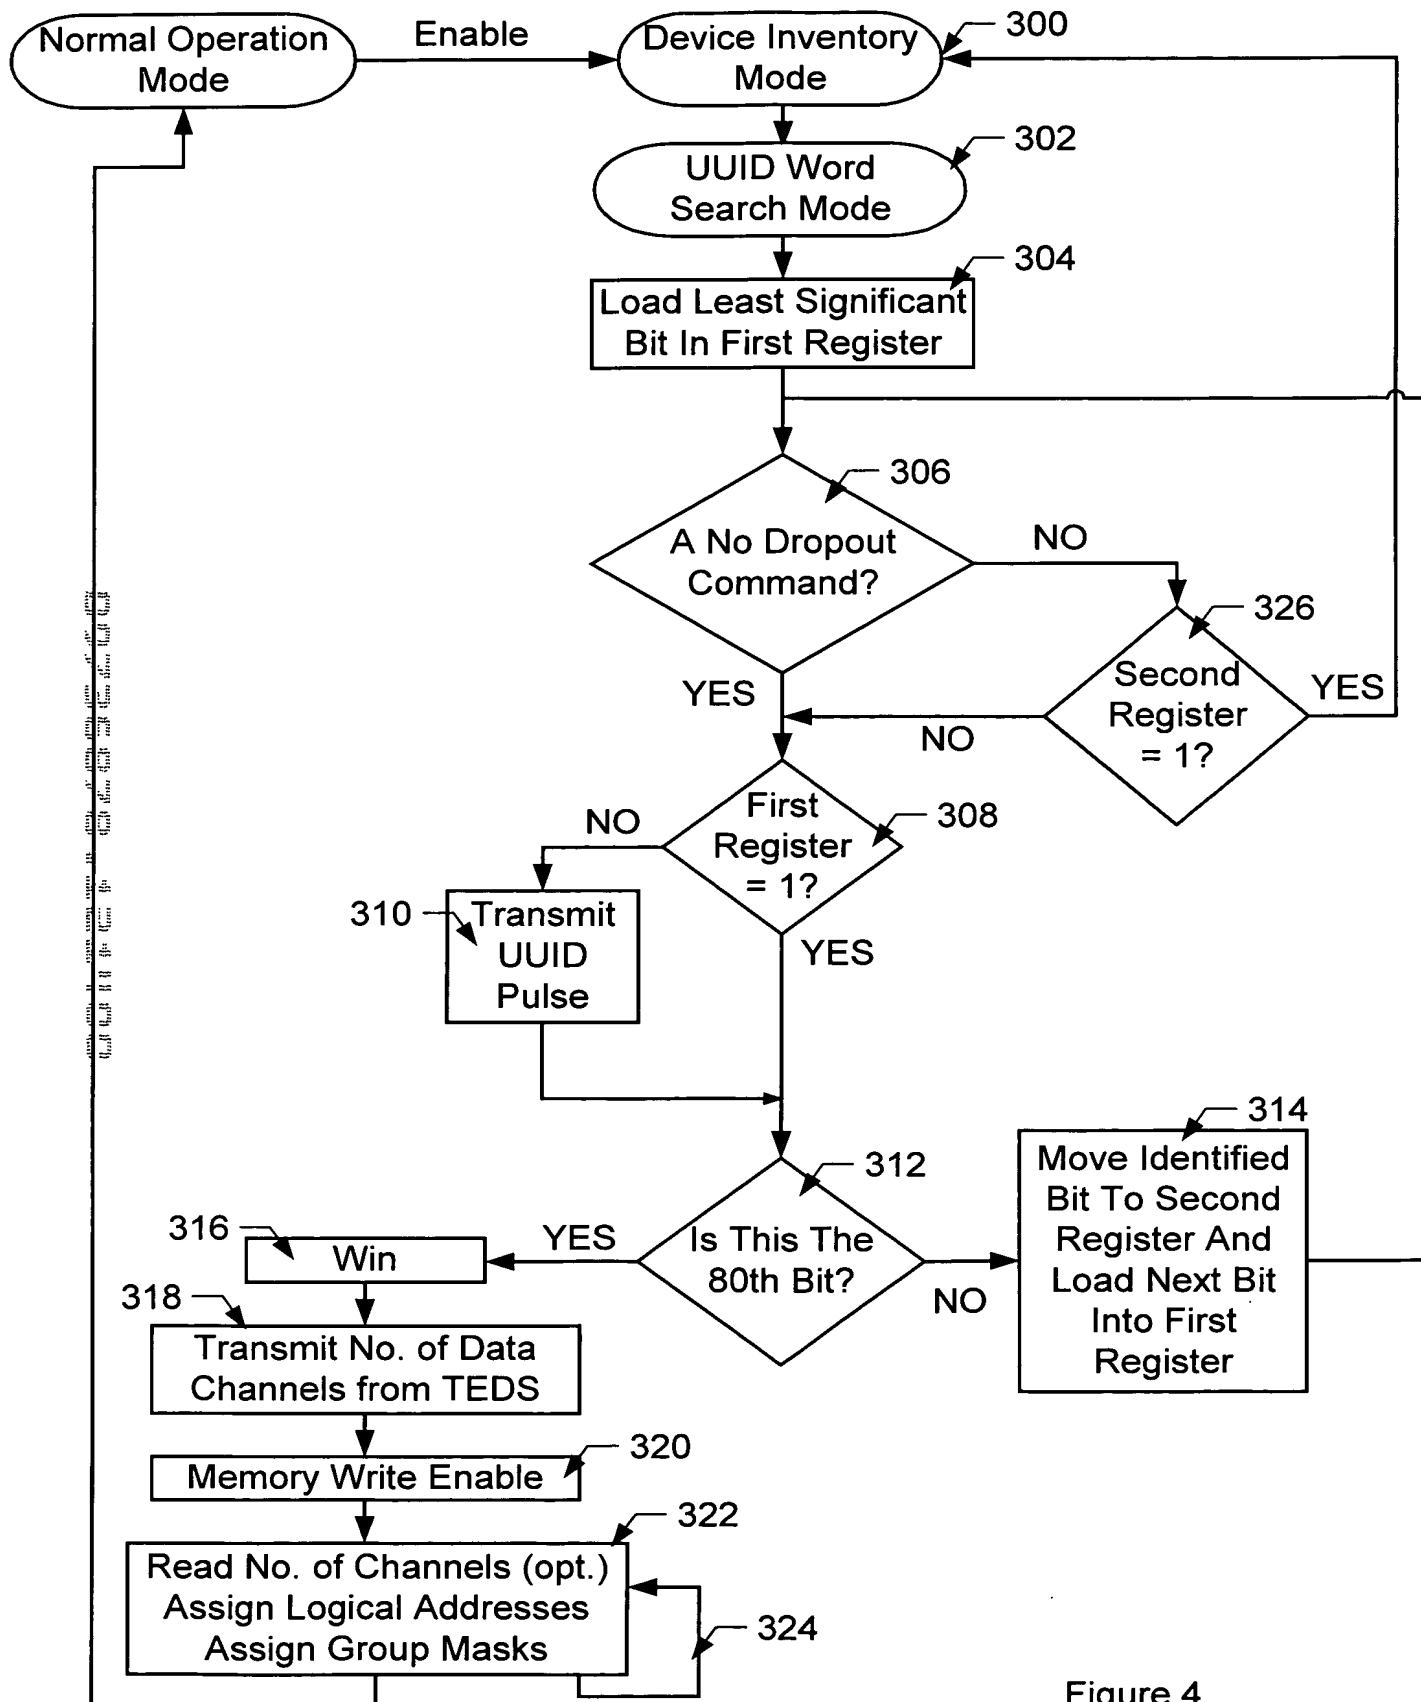 Normal Operation
Mode
Enable
Device Inventory
Mode
300
UUID Word
Search Mode
302
Load Least Significant
Bit In First Register
304
A No Dropout
Command?
306
NO
YES
Second
Register
= 1?
326
YES
NO
First
Register
= 1?
308
NO
YES
Transmit
UUID
Pulse
310
Is This The
80th Bit?
312
YES
NO
Move Identified
Bit To Second
Register And
Load Next Bit
Into First
Register
314
Win
316
Transmit No. of Data
Channels from TEDS
318
Memory Write Enable
320
Read No. of Channels (opt.)
Assign Logical Addresses
Assign Group Masks
322
324
Figure 4